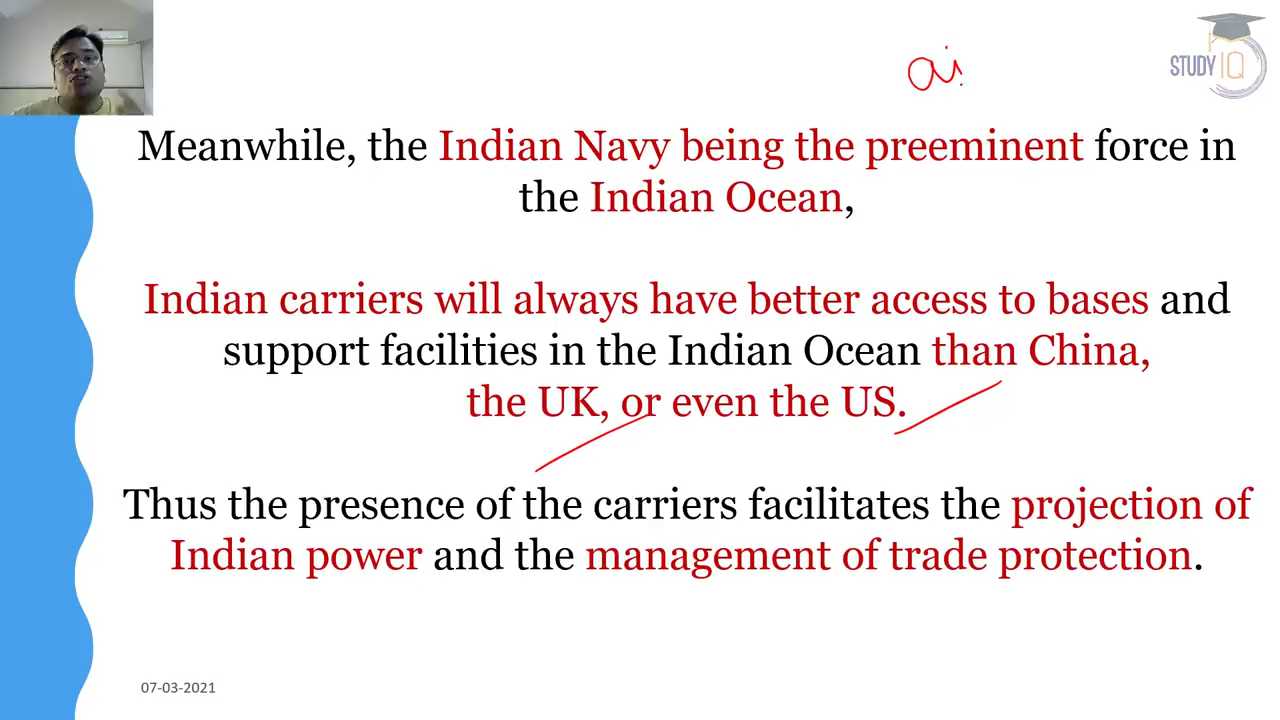 ai
STUDY IQ
Meanwhile, the Indian Navy being the preeminent force in
the Indian Ocean,
Indian carriers will always have better access to bases and
support facilities in the Indian Ocean than China,
the UK, or even the US.
Thus the presence of the carriers facilitates the projection of
Indian power and the management of trade protection.
07-03-2021